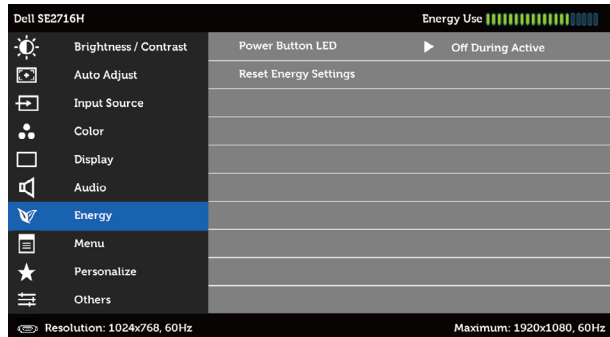 Dell SE2716H Energy Use
Brightness / Contrast Power Button LED Off During Active
Auto Adjust Reset Energy Settings
Input Source
Color
Display
Audio
Energy
Menu
Personalize
Others
Resolution: 1024x768, 60Hz Maximum: 1920x1080, 60Hz